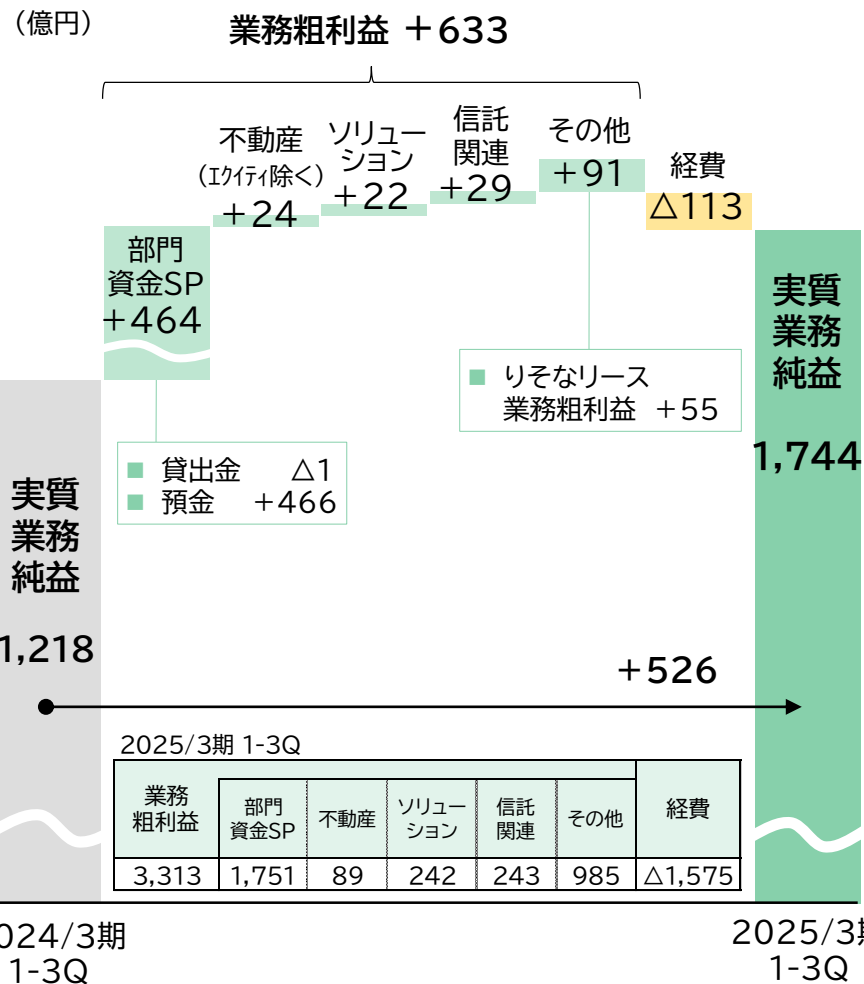 （億円）
業務粗利益 ＋633
不動産
（エクイティ除く）
＋24
ソリュー
ション
＋22
信託
関連
＋29
その他
＋91
経費
△113
部門
資金SP
＋464
■ 貸出金 △1
■ 預金 ＋466
■ りそなリース
業務粗利益 ＋55
実質
業務
純益
1,218
実質
業務
純益
1,744
＋526
2025/3期 1-3Q
業務
粗利益
部門
資金SP
不動産
ソリュー
ション
信託
関連
その他
経費
3,313 1,751 89 242 243 985 △1,575
024/3期
1-3Q
2025/3期
1-3Q